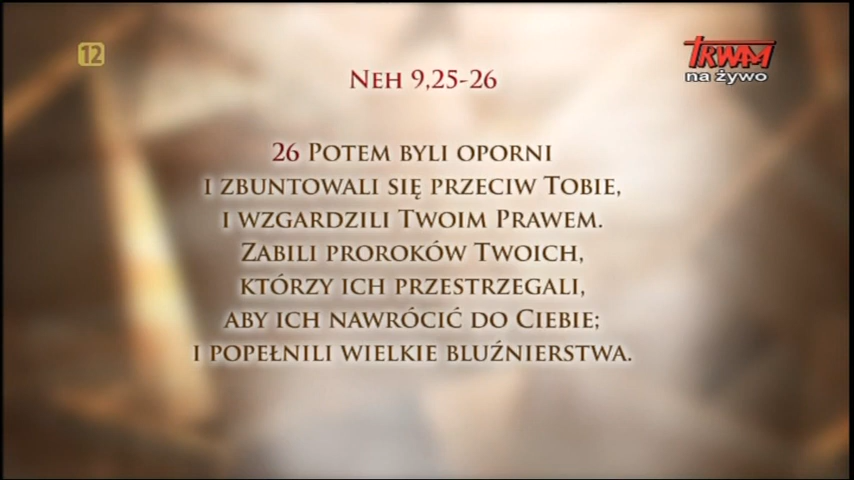 12
TRWAM
na żywo
Neh 9,25-26
26 Potem byli oporni
i zbuntowali się przeciw Tobie,
i wzgardzili Twoim Prawem.
Zabili proroków Twoich,
którzy ich przestrzegali,
aby ich nawrócić do Ciebie;
i popełnili wielkie bluźnierstwa.